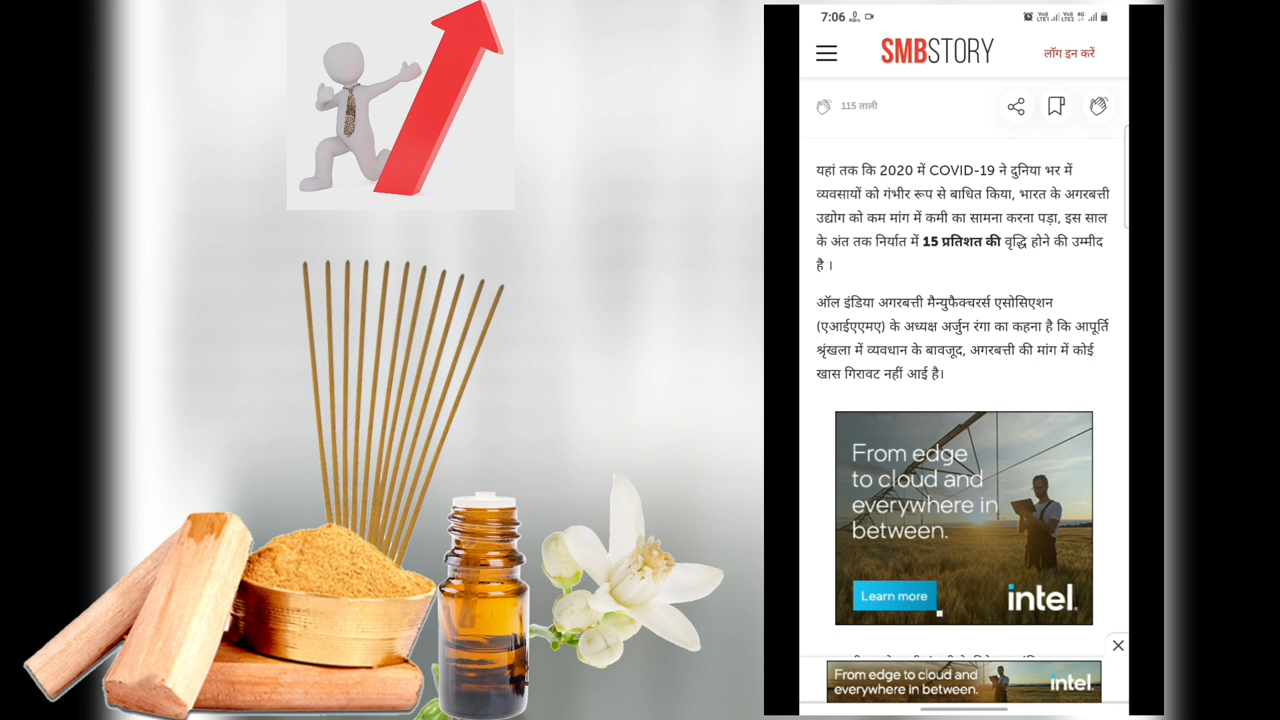 7:06
SMBSTORY
लॉग इन करें
115 ताली
यहां तक कि 2020 में COVID-19 ने दुनिया भर में
व्यवसायों को गंभीर रूप से बाधित किया, भारत के अगरबत्ती
उद्योग को कम मांग में कमी का सामना करना पड़ा, इस साल
के अंत तक निर्यात में 15 प्रतिशत की वृद्धि होने की उम्मीद
है ।
ऑल इंडिया अगरबत्ती मैन्युफैक्चरर्स एसोसिएशन
(एआईएएमए) के अध्यक्ष अर्जुन रंगा का कहना है कि आपूर्ति
श्रृंखला में व्यवधान के बावजूद, अगरबत्ती की मांग में कोई
खास गिरावट नहीं आई है।
From edge
to cloud and
everywhere in
between.
Learn more
intel.
From edge to cloud and
everywhere in between.
intel.